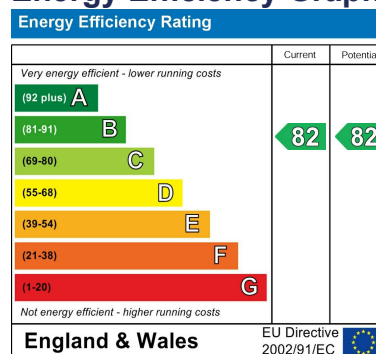 Energy Efficiency Rating
Current Potential
Very energy efficient - lower running costs
(92 plus) A
(81-91) B
82 82
(69-80) C
(55-68) D
(39-54) E
(21-38) F
(1-20) G
Not energy efficient - higher running costs
England & Wales
EU Directive
2002/91/EC